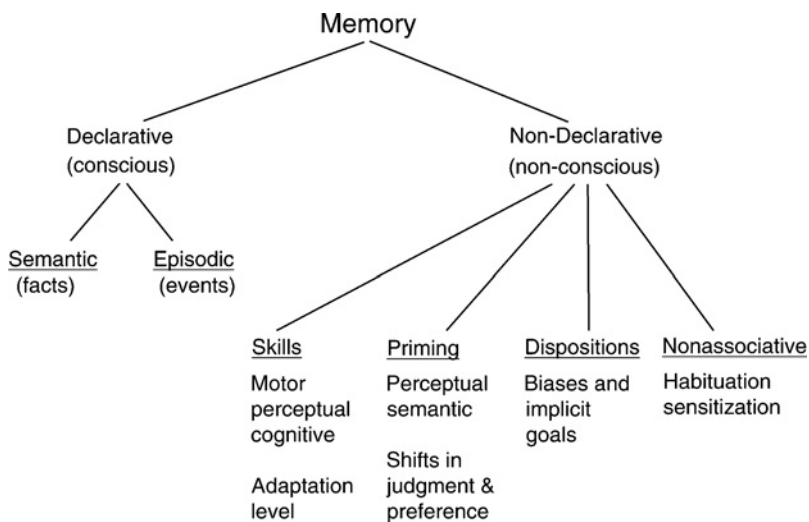 Memory
Declarative
(conscious)
Non-Declarative
(non-conscious)
Semantic
(facts)
Episodic
(events)
Skills
Motor
perceptual
cognitive
Adaptation
level
Priming
Perceptual
semantic
Shifts in
judgment &
preference
Dispositions
Biases and
implicit
goals
Nonassociative
Habituation
sensitization